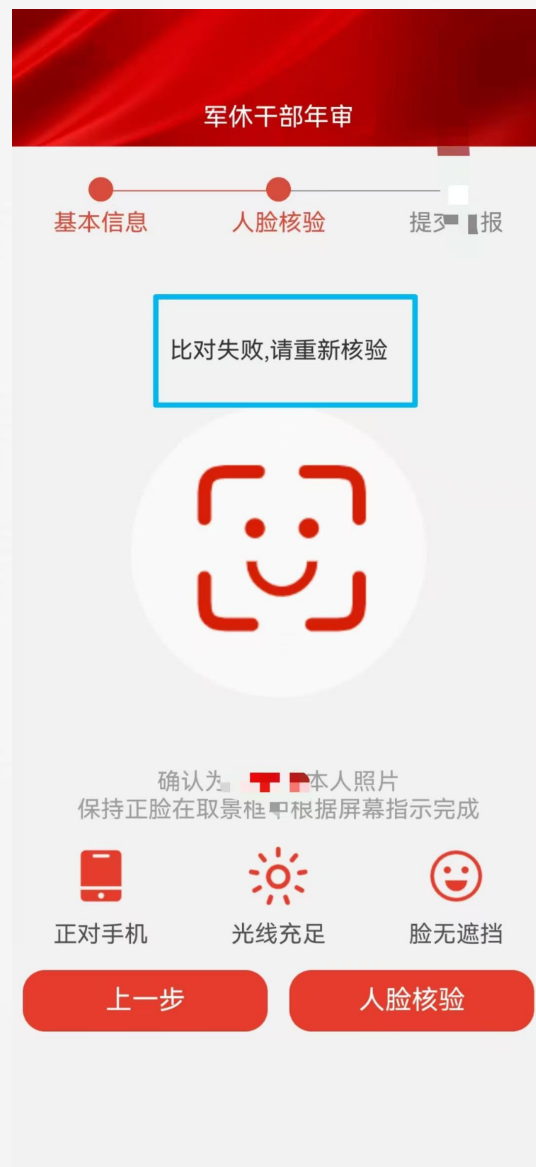 军休干部年审
基本信息 人脸核验 提 报
比对失败,请重新核验
确认为 本人照片
保持正脸在取景框 根据屏幕指示完成
正对手机 光线充足 脸无遮挡
上一步 人脸核验